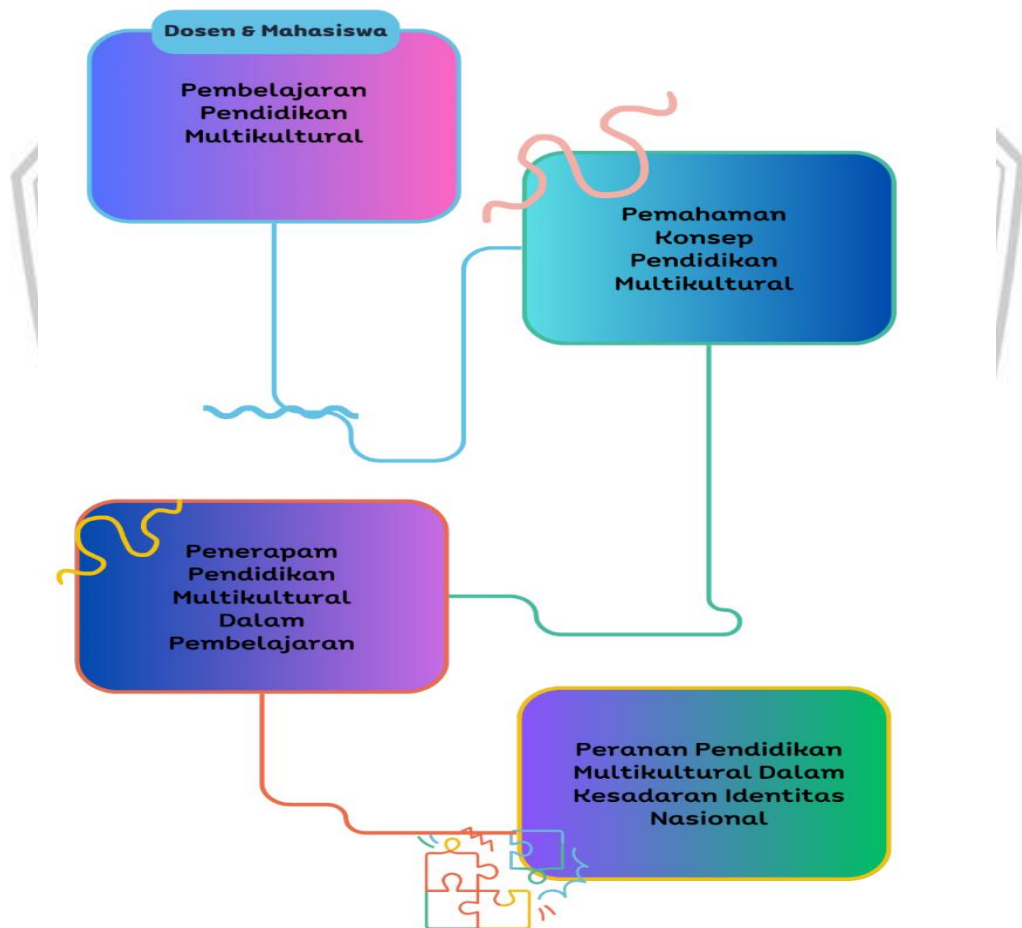 Dosen & Mahasiswa
Pembelajaran
Pendidikan
Multikultural
Pemahaman
Konsep
Pendidikan
Multikultural
Penerapam
Pendidikan
Multikultural
Dalam
Pembelajaran
Peranan Pendidikan
Multikultural Dalam
Kesadaran Identitas
Nasional